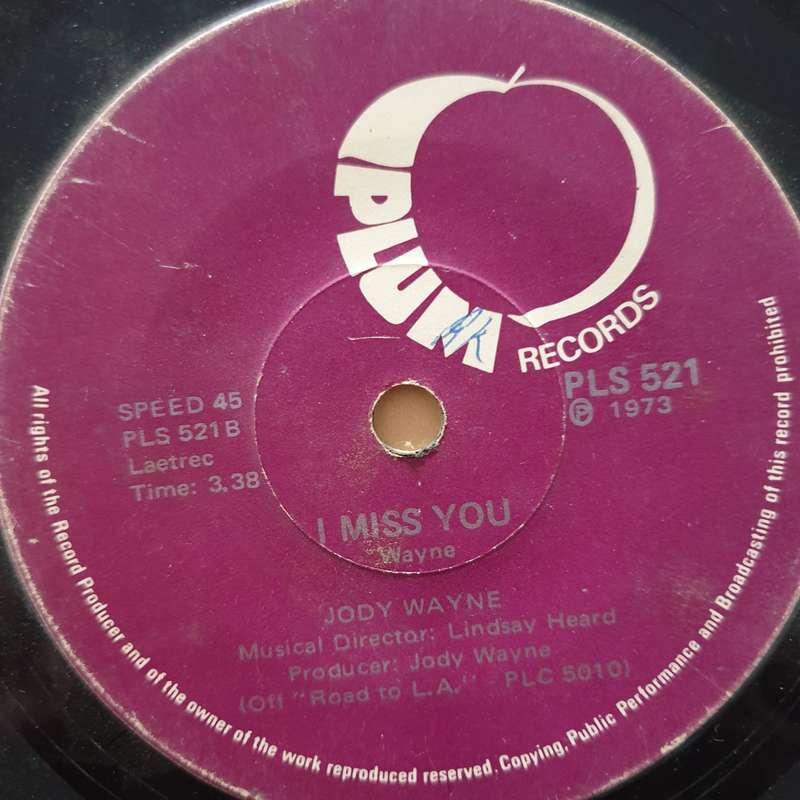 PLUM
RECORDS
SPEED 45
PLS 521 B
Laetrec
Time: 3.38
PLS 521
℗ 1973
I MISS YOU
Wayne
JODY WAYNE
Musical Director: Lindsay Heard
Producer: Jody Wayne
(Off "Road to L.A." - PLC 5010)
All rights of the Record Producer and of the owner of the work reproduced reserved. Copying, Public Performance and Broadcasting of this record prohibited